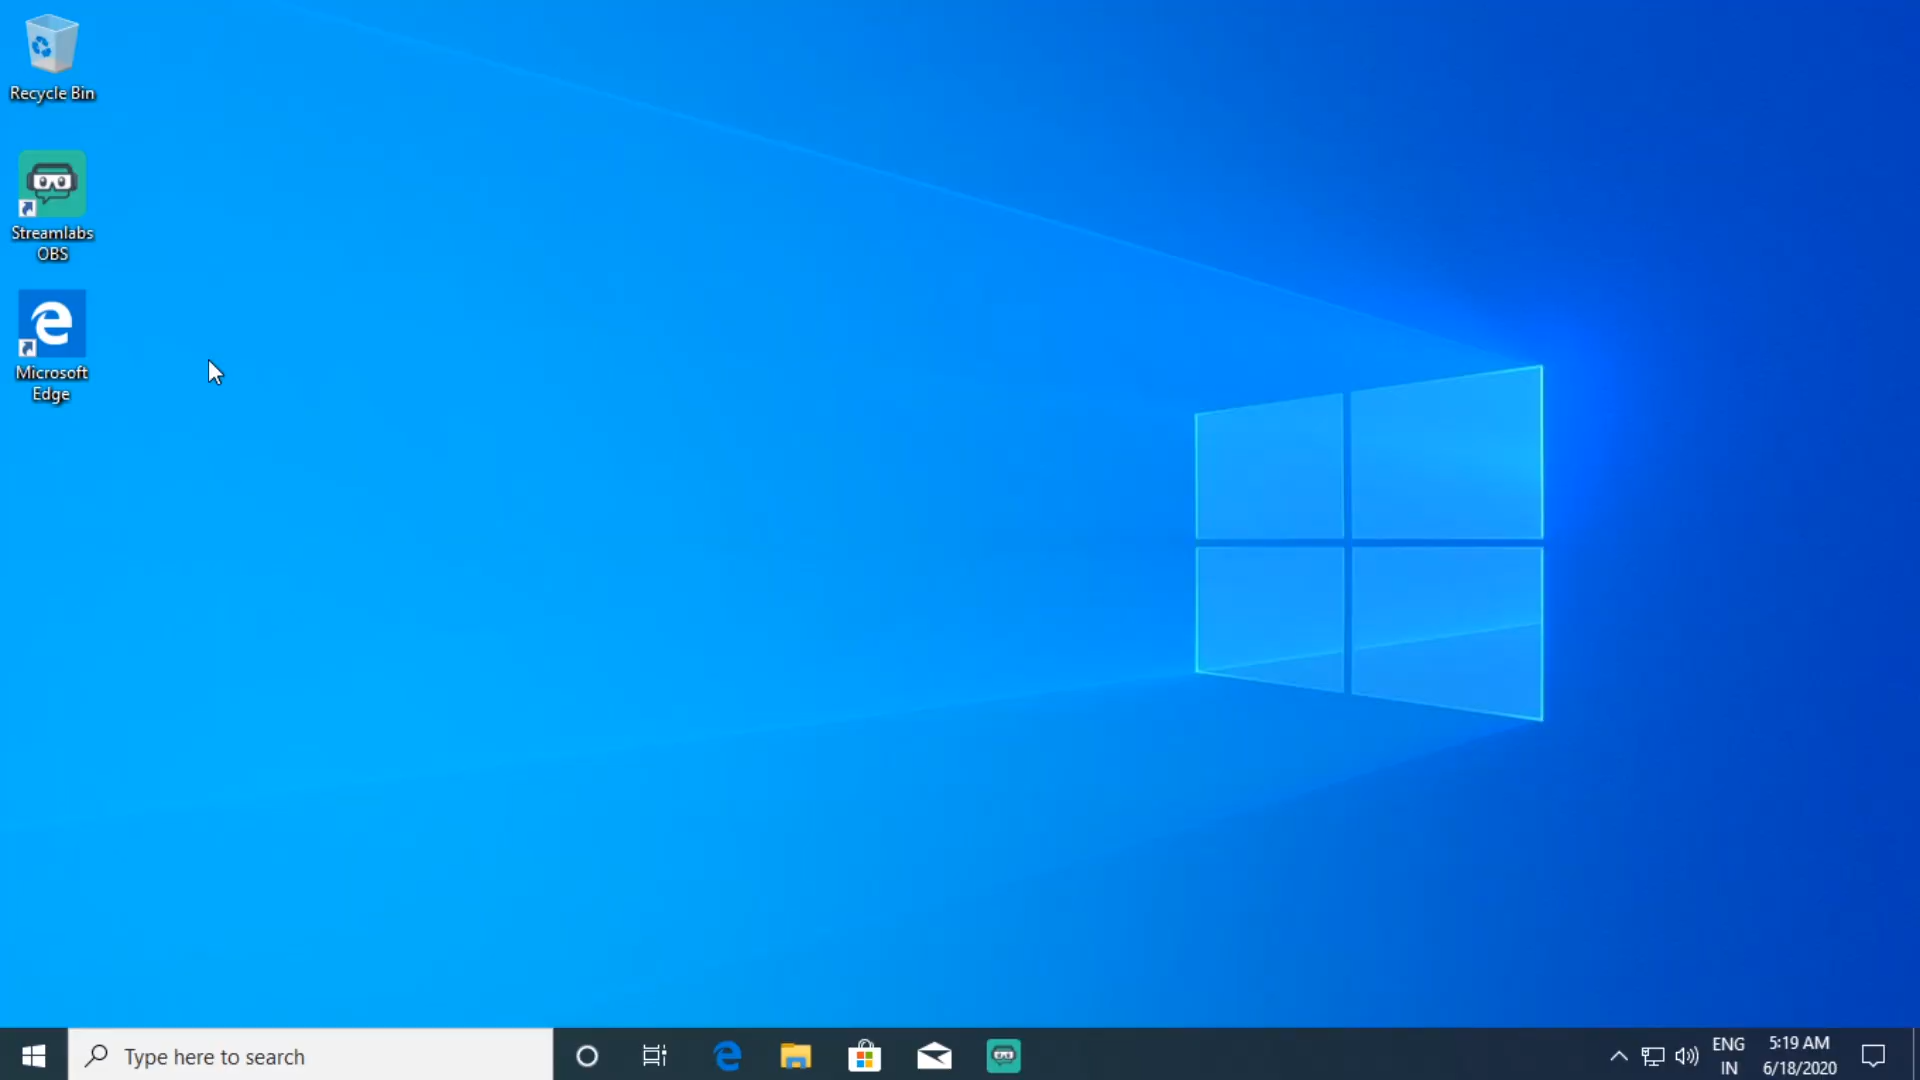 Recycle Bin
Streamlabs
OBS
Microsoft
Edge
Type here to search
ENG
IN
5:19 AM
6/18/2020